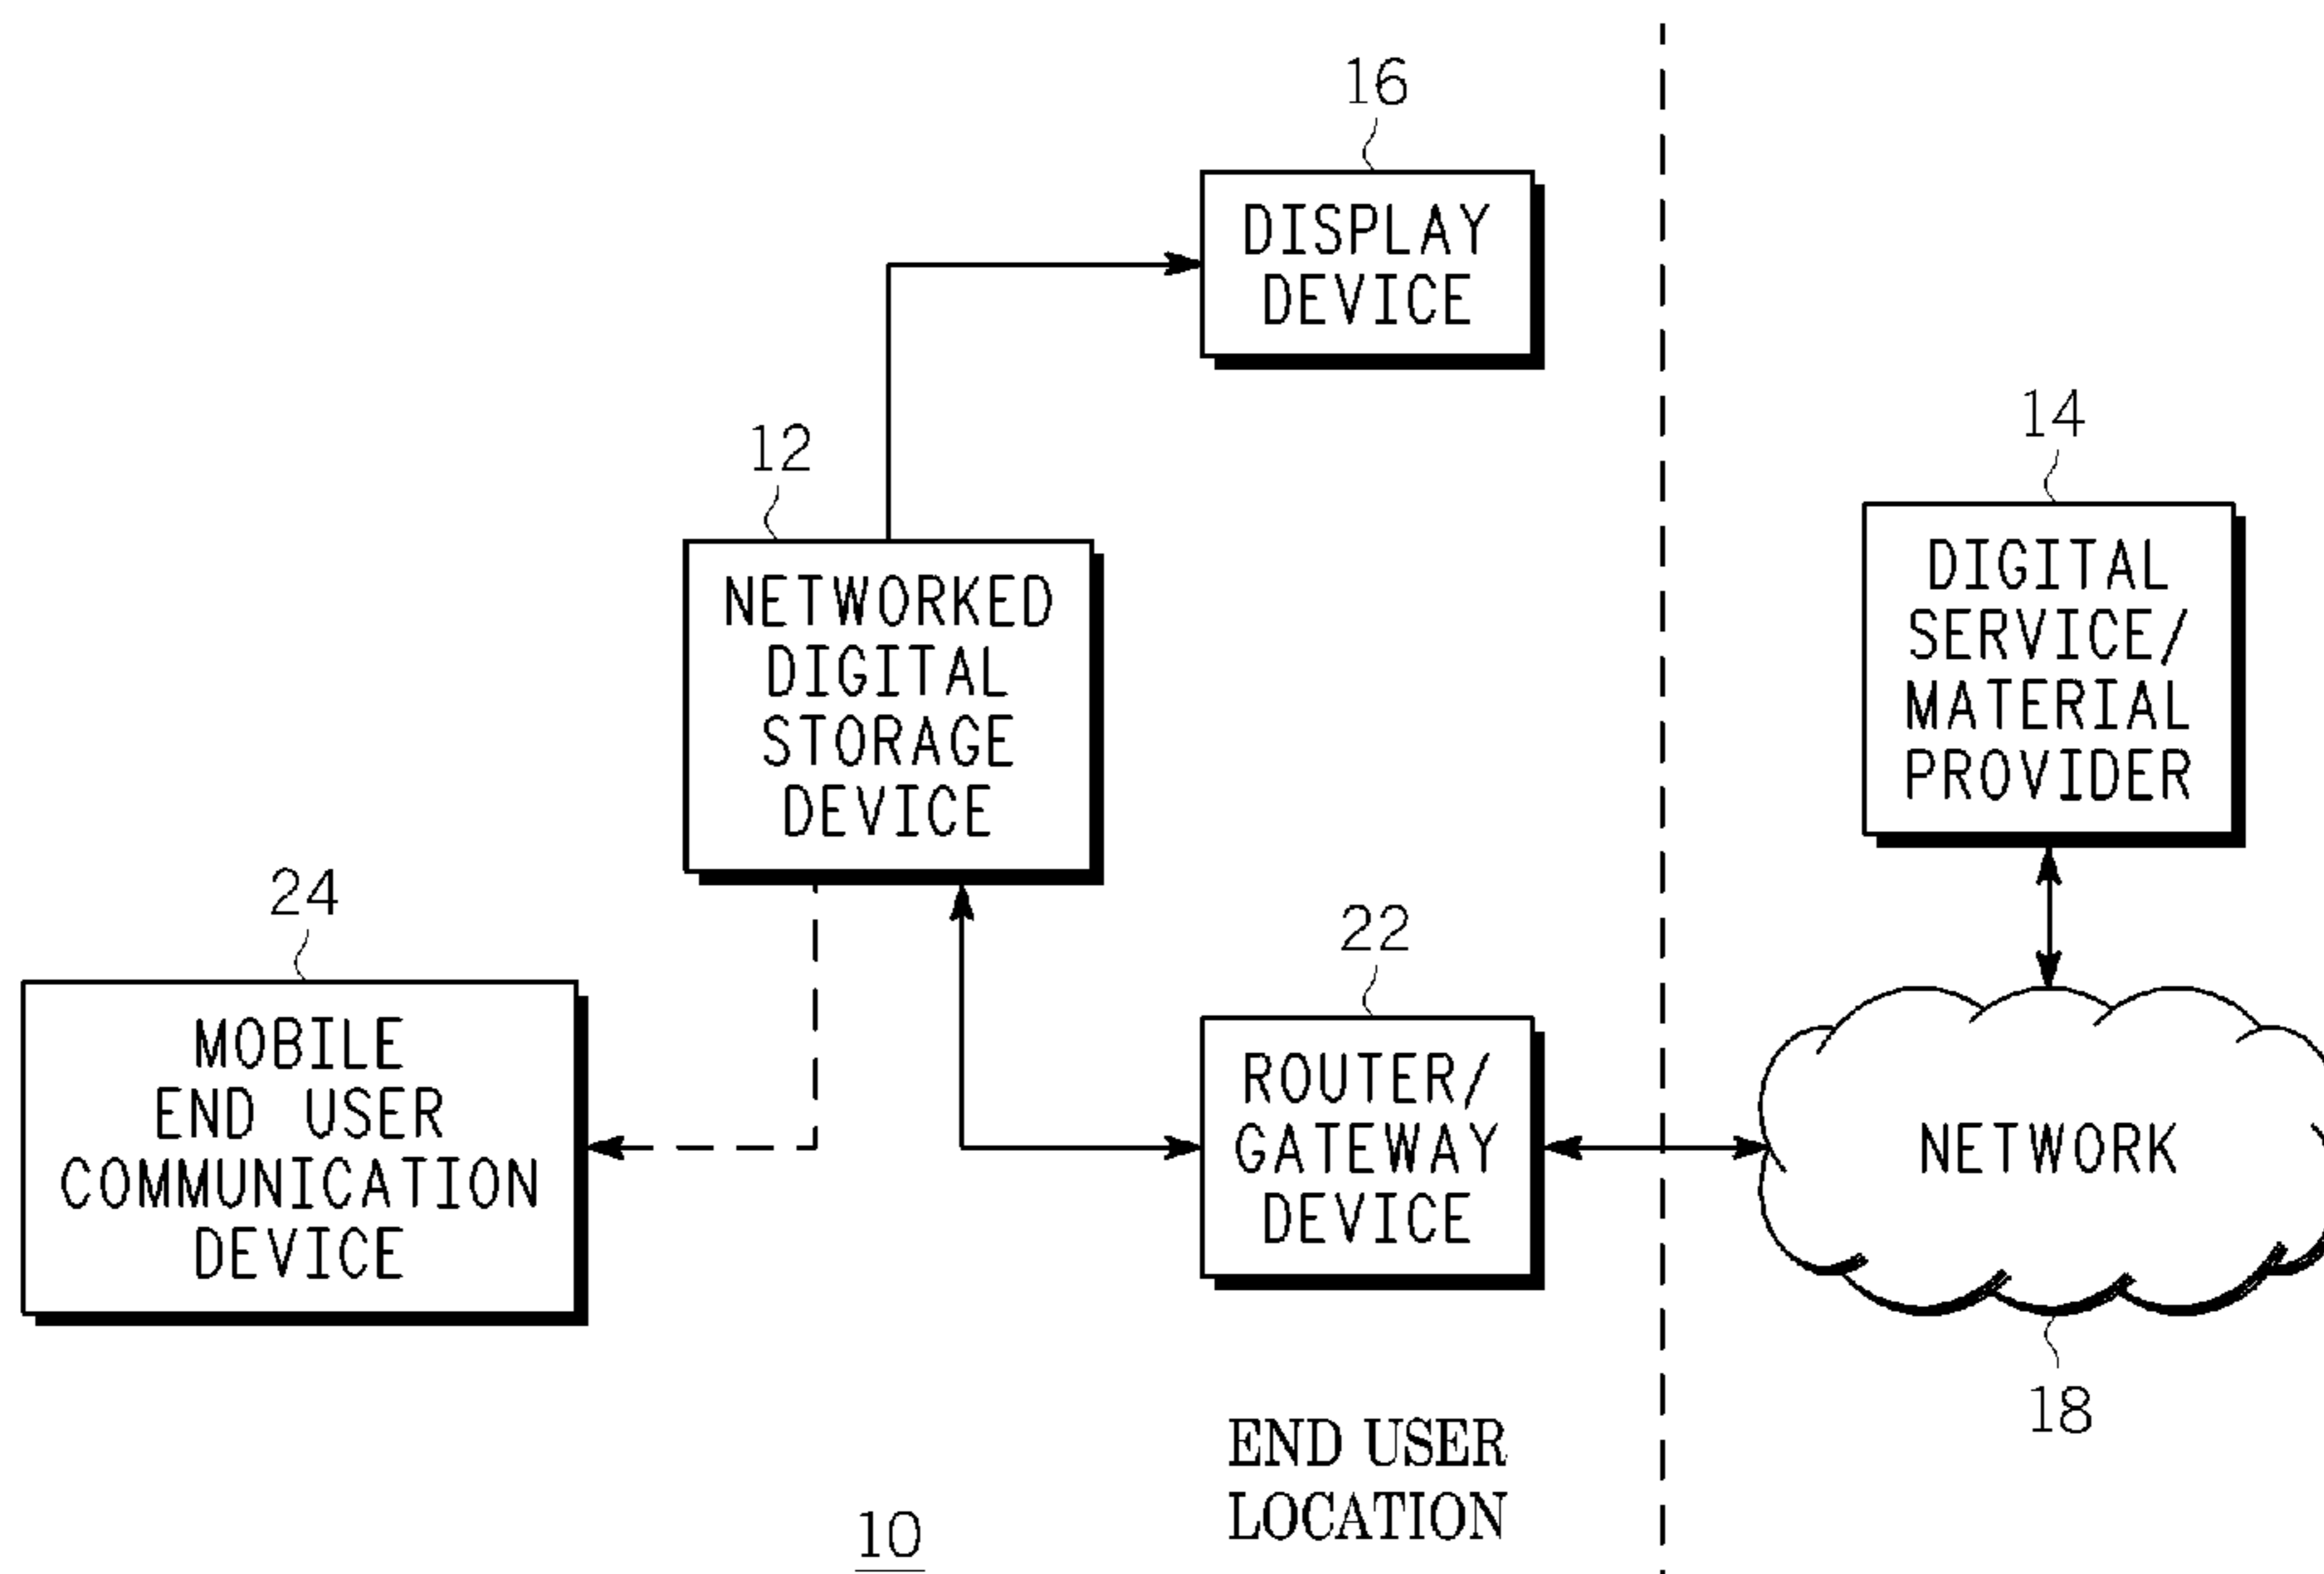 16
DISPLAY
DEVICE
12
NETWORKED
DIGITAL
STORAGE
DEVICE
14
DIGITAL
SERVICE/
MATERIAL
PROVIDER
24
MOBILE
END USER
COMMUNICATION
DEVICE
22
ROUTER/
GATEWAY
DEVICE
NETWORK
18
END USER
LOCATION
10